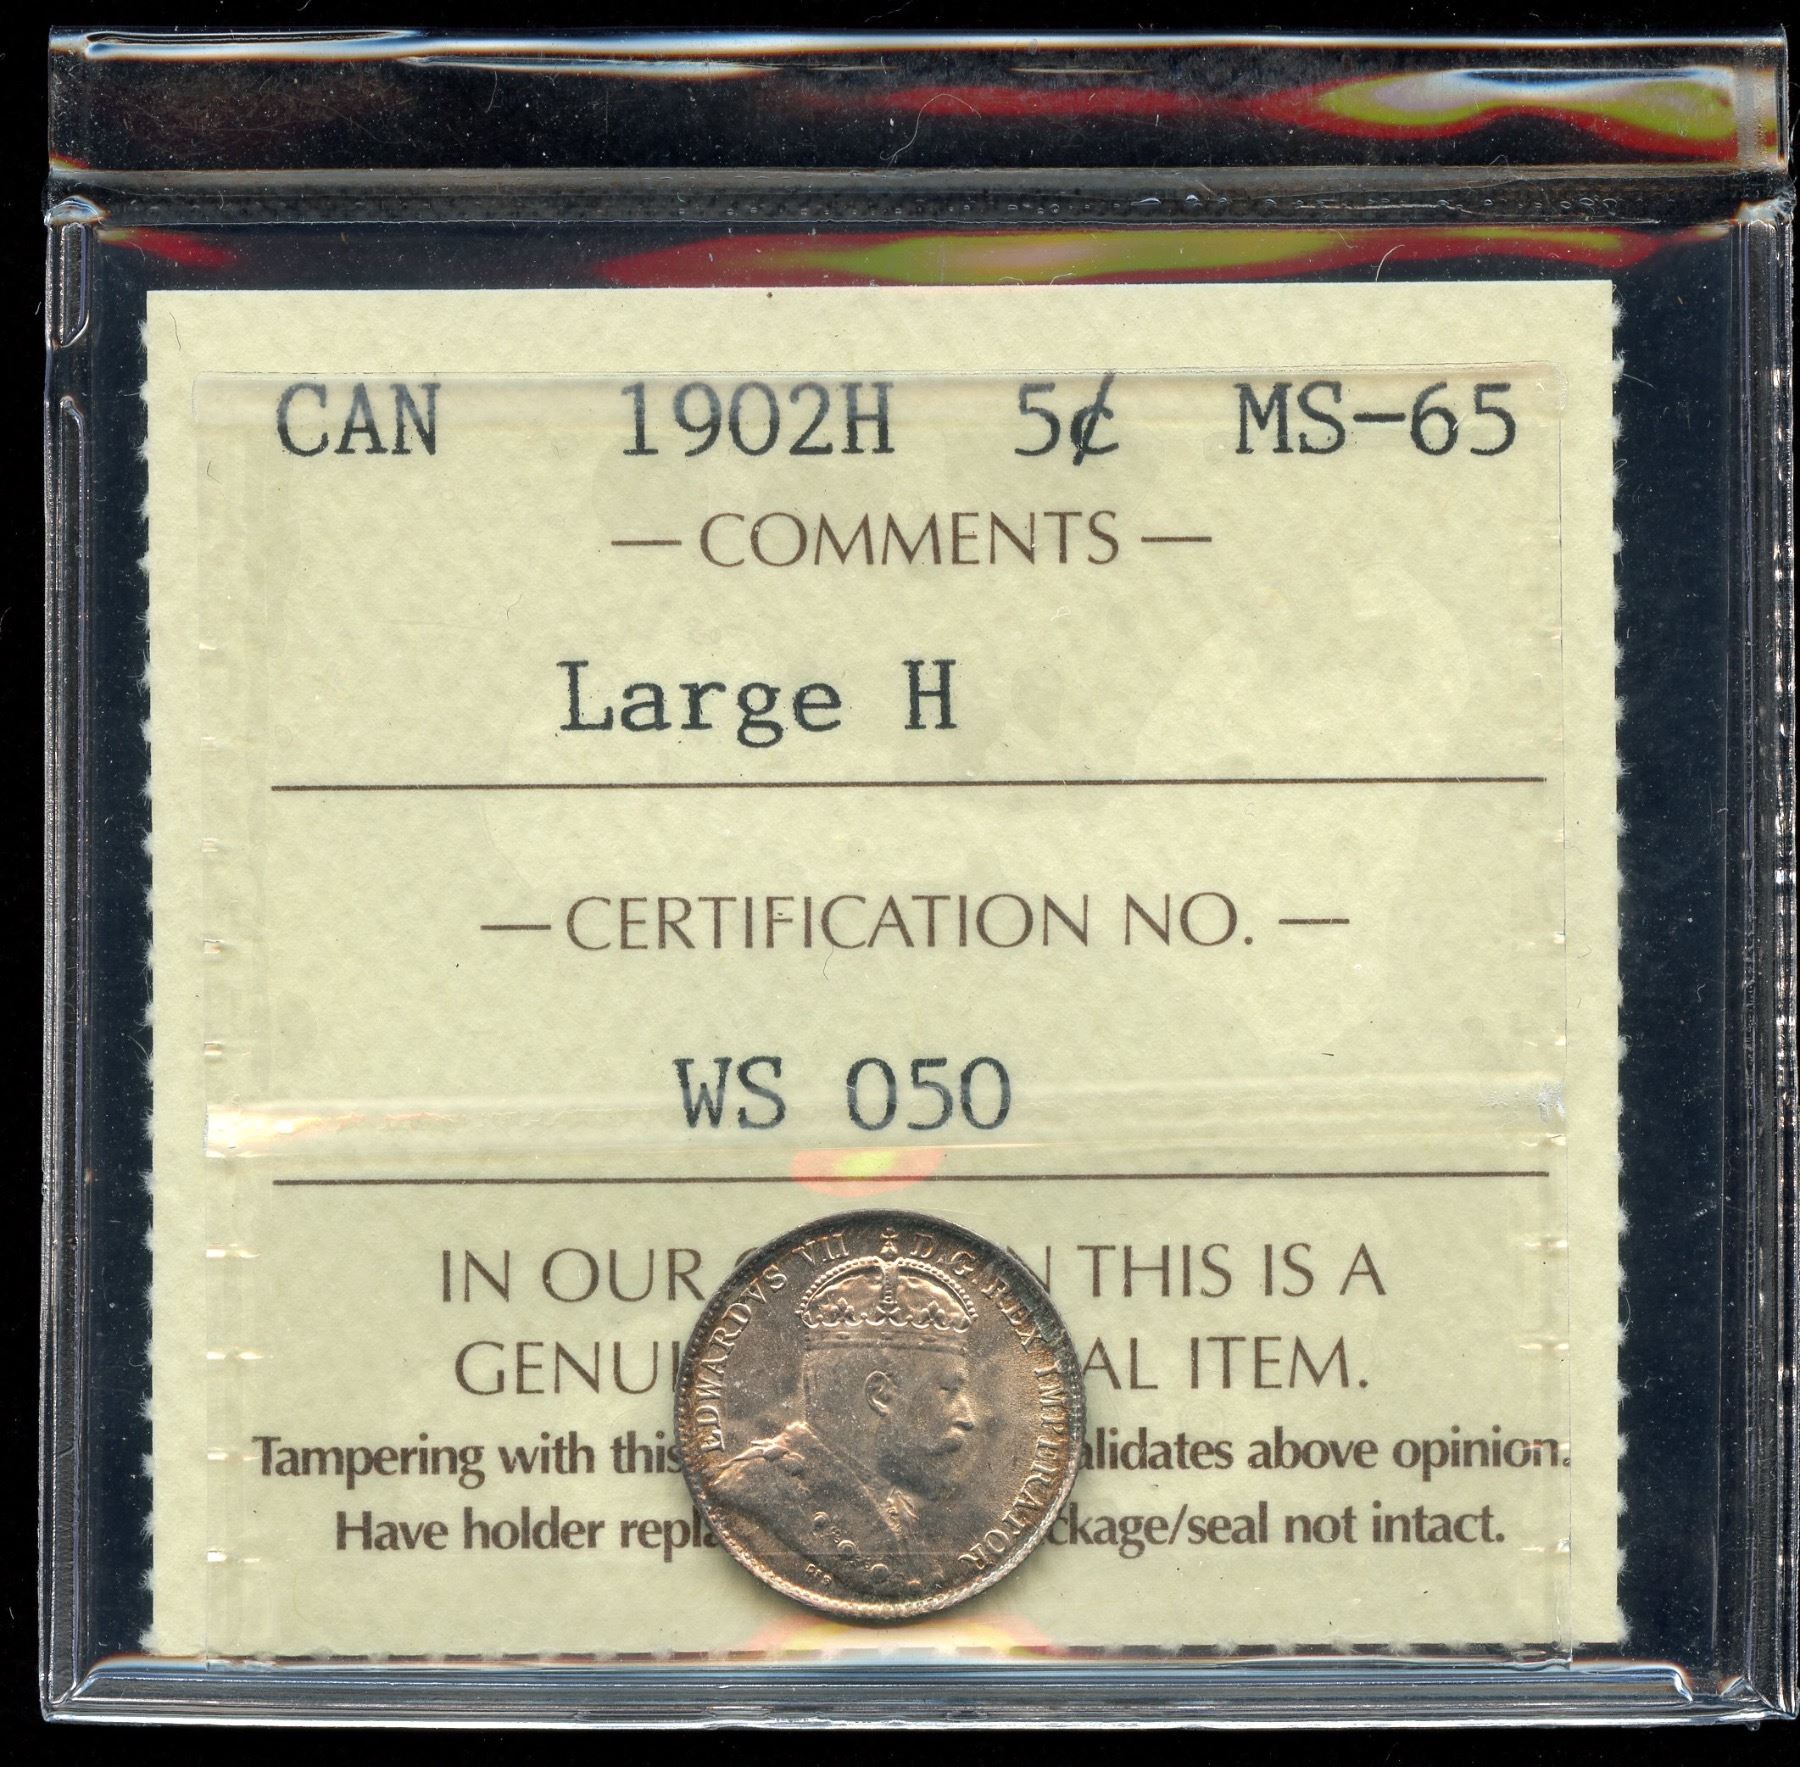 CAN 1902H 5¢ MS-65
— COMMENTS —
Large H
— CERTIFICATION NO. —
WS 050
IN OUR THIS IS A
GENUI AL ITEM.
Tampering with this alidates above opinion.
Have holder repla ckage/seal not intact.
EDWARDVS VII D.G. REX IMPERATOR